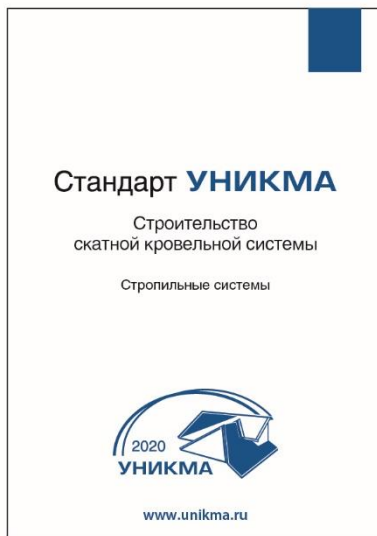 Стандарт УНИКМА
Строительство
скатной кровельной системы
Стропильные системы
2020
УНИКМА
www.unikma.ru